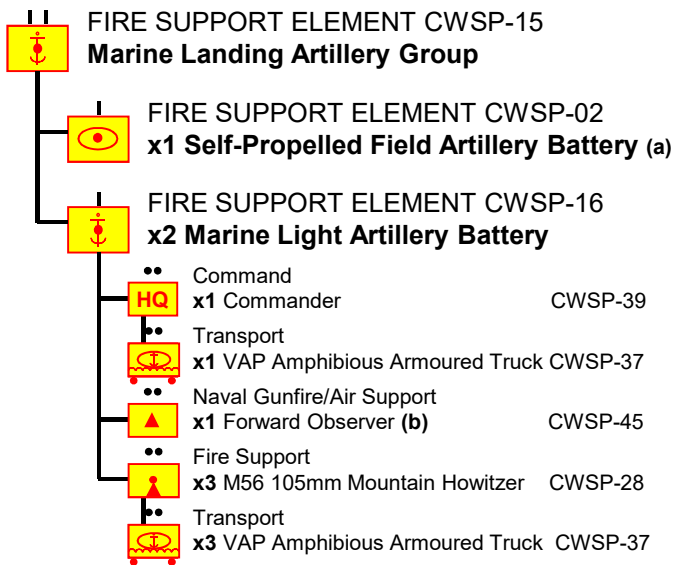 FIRE SUPPORT ELEMENT CWSP-15
Marine Landing Artillery Group
FIRE SUPPORT ELEMENT CWSP-02
x1 Self-Propelled Field Artillery Battery (a)
FIRE SUPPORT ELEMENT CWSP-16
x2 Marine Light Artillery Battery
Command
HQ x1 Commander CWSP-39
Transport
x1 VAP Amphibious Armoured Truck CWSP-37
Naval Gunfire/Air Support
x1 Forward Observer (b) CWSP-45
Fire Support
x3 M56 105mm Mountain Howitzer CWSP-28
Transport
x3 VAP Amphibious Armoured Truck CWSP-37